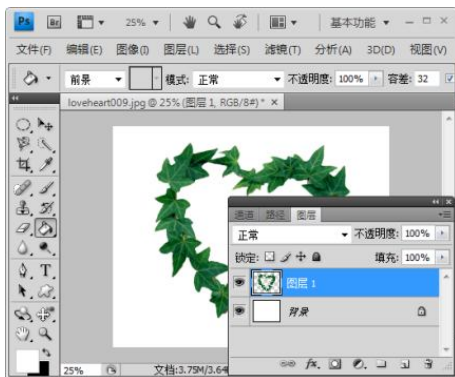 Ps Br 25% 基本功能
文件(F) 编辑(E) 图像(I) 图层(L) 选择(S) 滤镜(T) 分析(A) 3D(D) 视图(V)
前景 模式: 正常 不透明度: 100% 容差: 32
loveheart009.jpg @ 25% (图层 1, RGB/8#) * ×
通道 路径 图层
正常 不透明度: 100%
锁定: 填充: 100%
图层 1
背景
25% 文档:3.75M/3.64